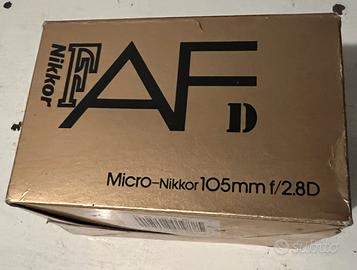 Nikkor
AF
D
Micro-Nikkor 105mm f/2.8D
subito